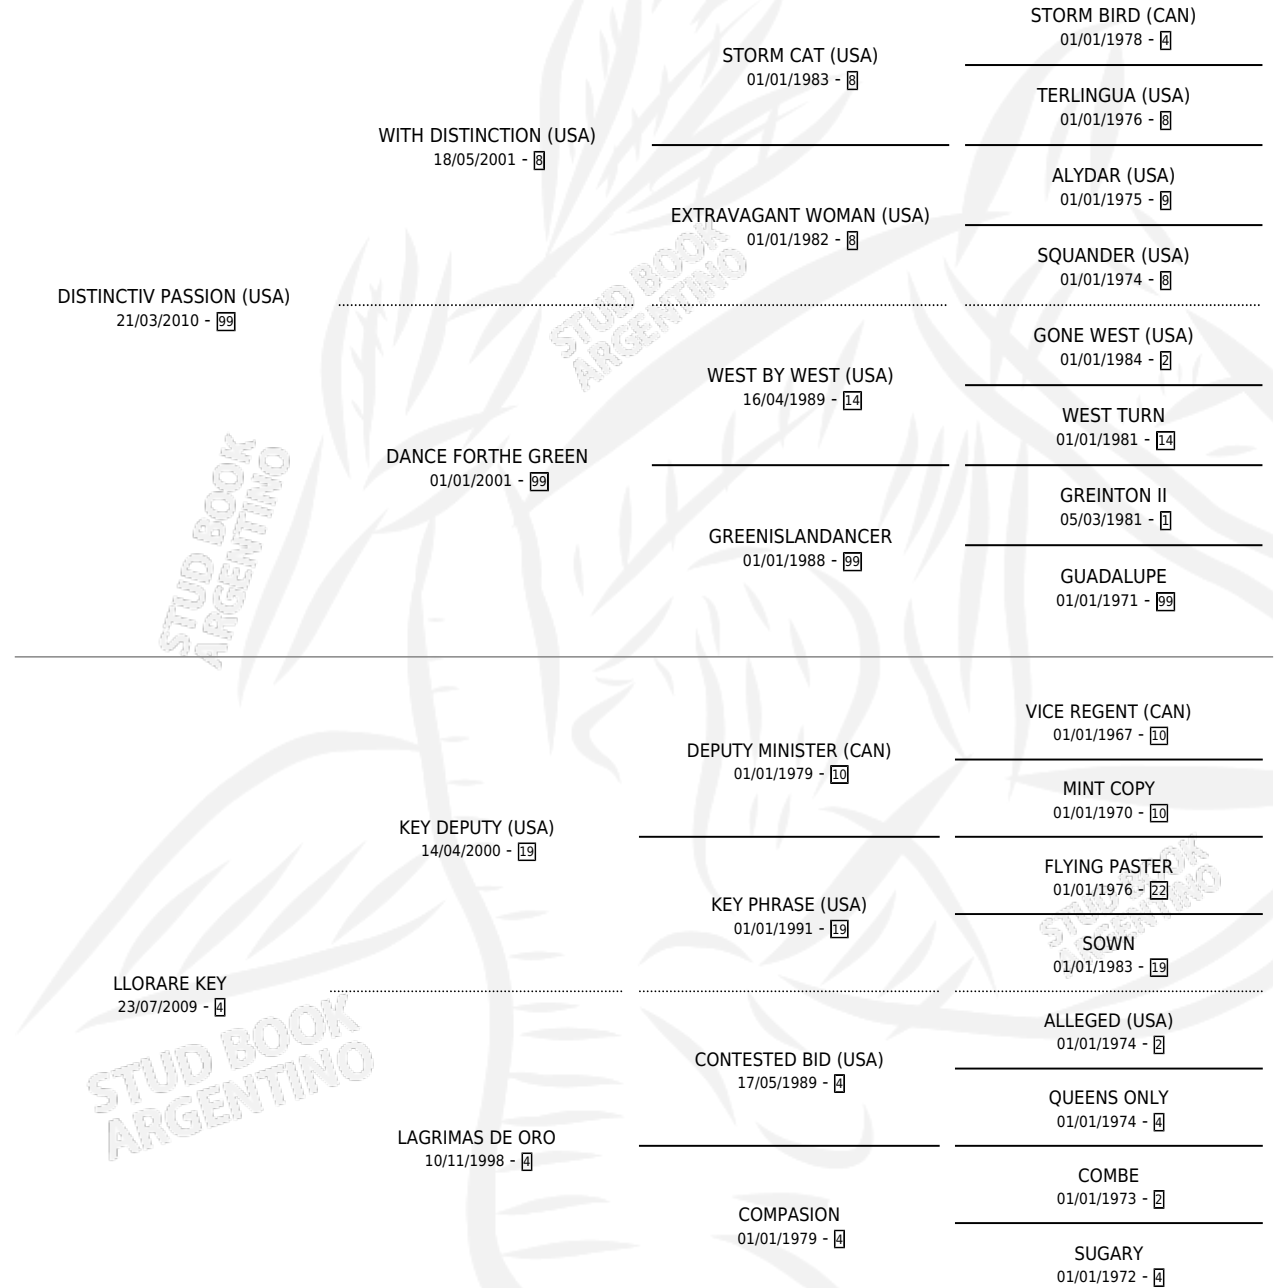 STORM BIRD (CAN)
01/01/1978 - 4
STORM CAT (USA)
01/01/1983 - 8
TERLINGUA (USA)
01/01/1976 - 8
WITH DISTINCTION (USA)
18/05/2001 - 8
ALYDAR (USA)
01/01/1975 - 9
EXTRAVAGANT WOMAN (USA)
01/01/1982 - 8
SQUANDER (USA)
01/01/1974 - 8
DISTINCTIV PASSION (USA)
21/03/2010 - 99
GONE WEST (USA)
01/01/1984 - 2
WEST BY WEST (USA)
16/04/1989 - 14
WEST TURN
01/01/1981 - 14
DANCE FORTHE GREEN
01/01/2001 - 99
GREINTON II
05/03/1981 - 1
GREENISLANDANCER
01/01/1988 - 99
GUADALUPE
01/01/1971 - 99
STUD BOOK
ARGENTINO
STUD BOOK
ARGENTINO
VICE REGENT (CAN)
01/01/1967 - 10
DEPUTY MINISTER (CAN)
01/01/1979 - 10
MINT COPY
01/01/1970 - 10
KEY DEPUTY (USA)
14/04/2000 - 19
FLYING PASTER
01/01/1976 - 22
KEY PHRASE (USA)
01/01/1991 - 19
SOWN
01/01/1983 - 19
LLORARE KEY
23/07/2009 - 4
ALLEGED (USA)
01/01/1974 - 2
CONTESTED BID (USA)
17/05/1989 - 4
QUEENS ONLY
01/01/1974 - 4
LAGRIMAS DE ORO
10/11/1998 - 4
COMBE
01/01/1973 - 2
COMPASION
01/01/1979 - 4
SUGARY
01/01/1972 - 4
STUD BOOK
ARGENTINO
STUD BOOK
ARGENTINO